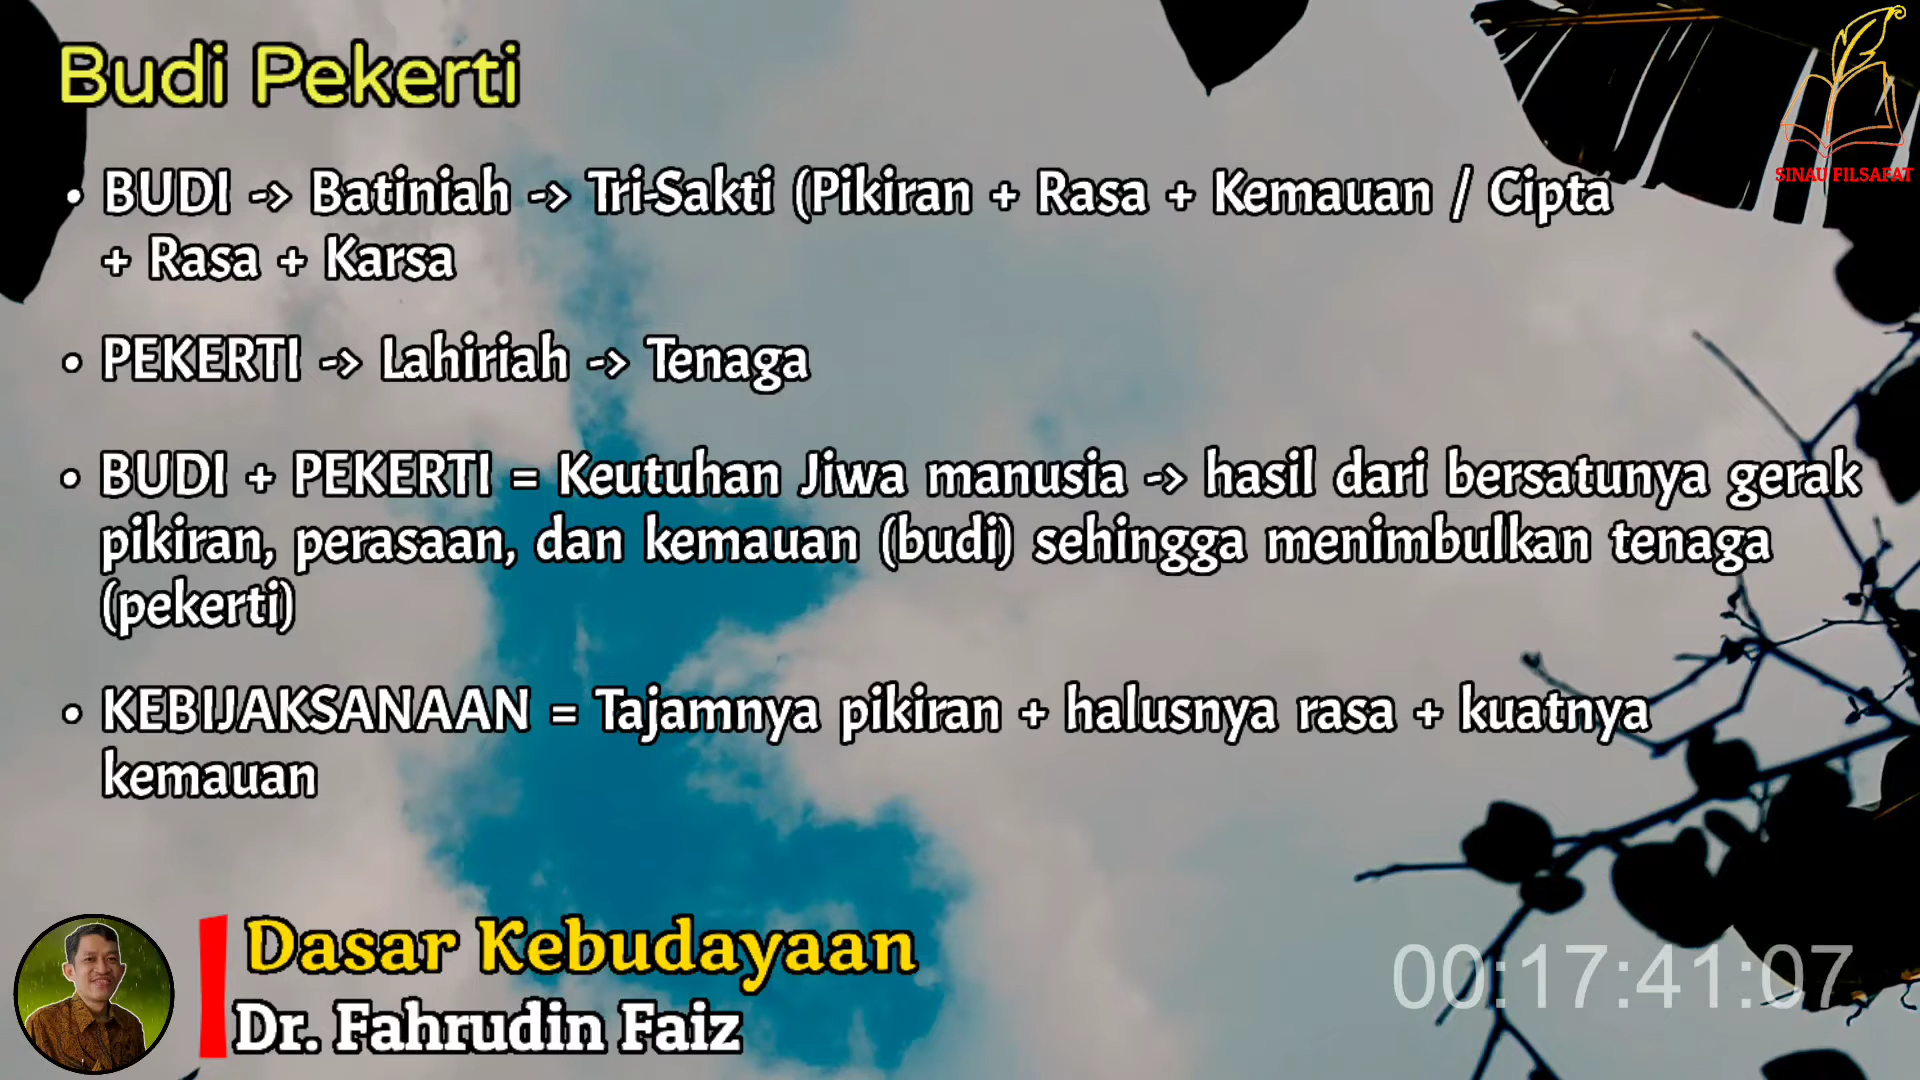 Budi Pekerti
SINAU FILSAFAT
• BUDI -> Batiniah -> Tri-Sakti (Pikiran + Rasa + Kemauan / Cipta
+ Rasa + Karsa
• PEKERTI -> Lahiriah -> Tenaga
• BUDI + PEKERTI = Keutuhan Jiwa manusia -> hasil dari bersatunya gerak
pikiran, perasaan, dan kemauan (budi) sehingga menimbulkan tenaga
(pekerti)
• KEBIJAKSANAAN = Tajamnya pikiran + halusnya rasa + kuatnya
kemauan
Dasar Kebudayaan
Dr. Fahrudin Faiz
00:17:41:07